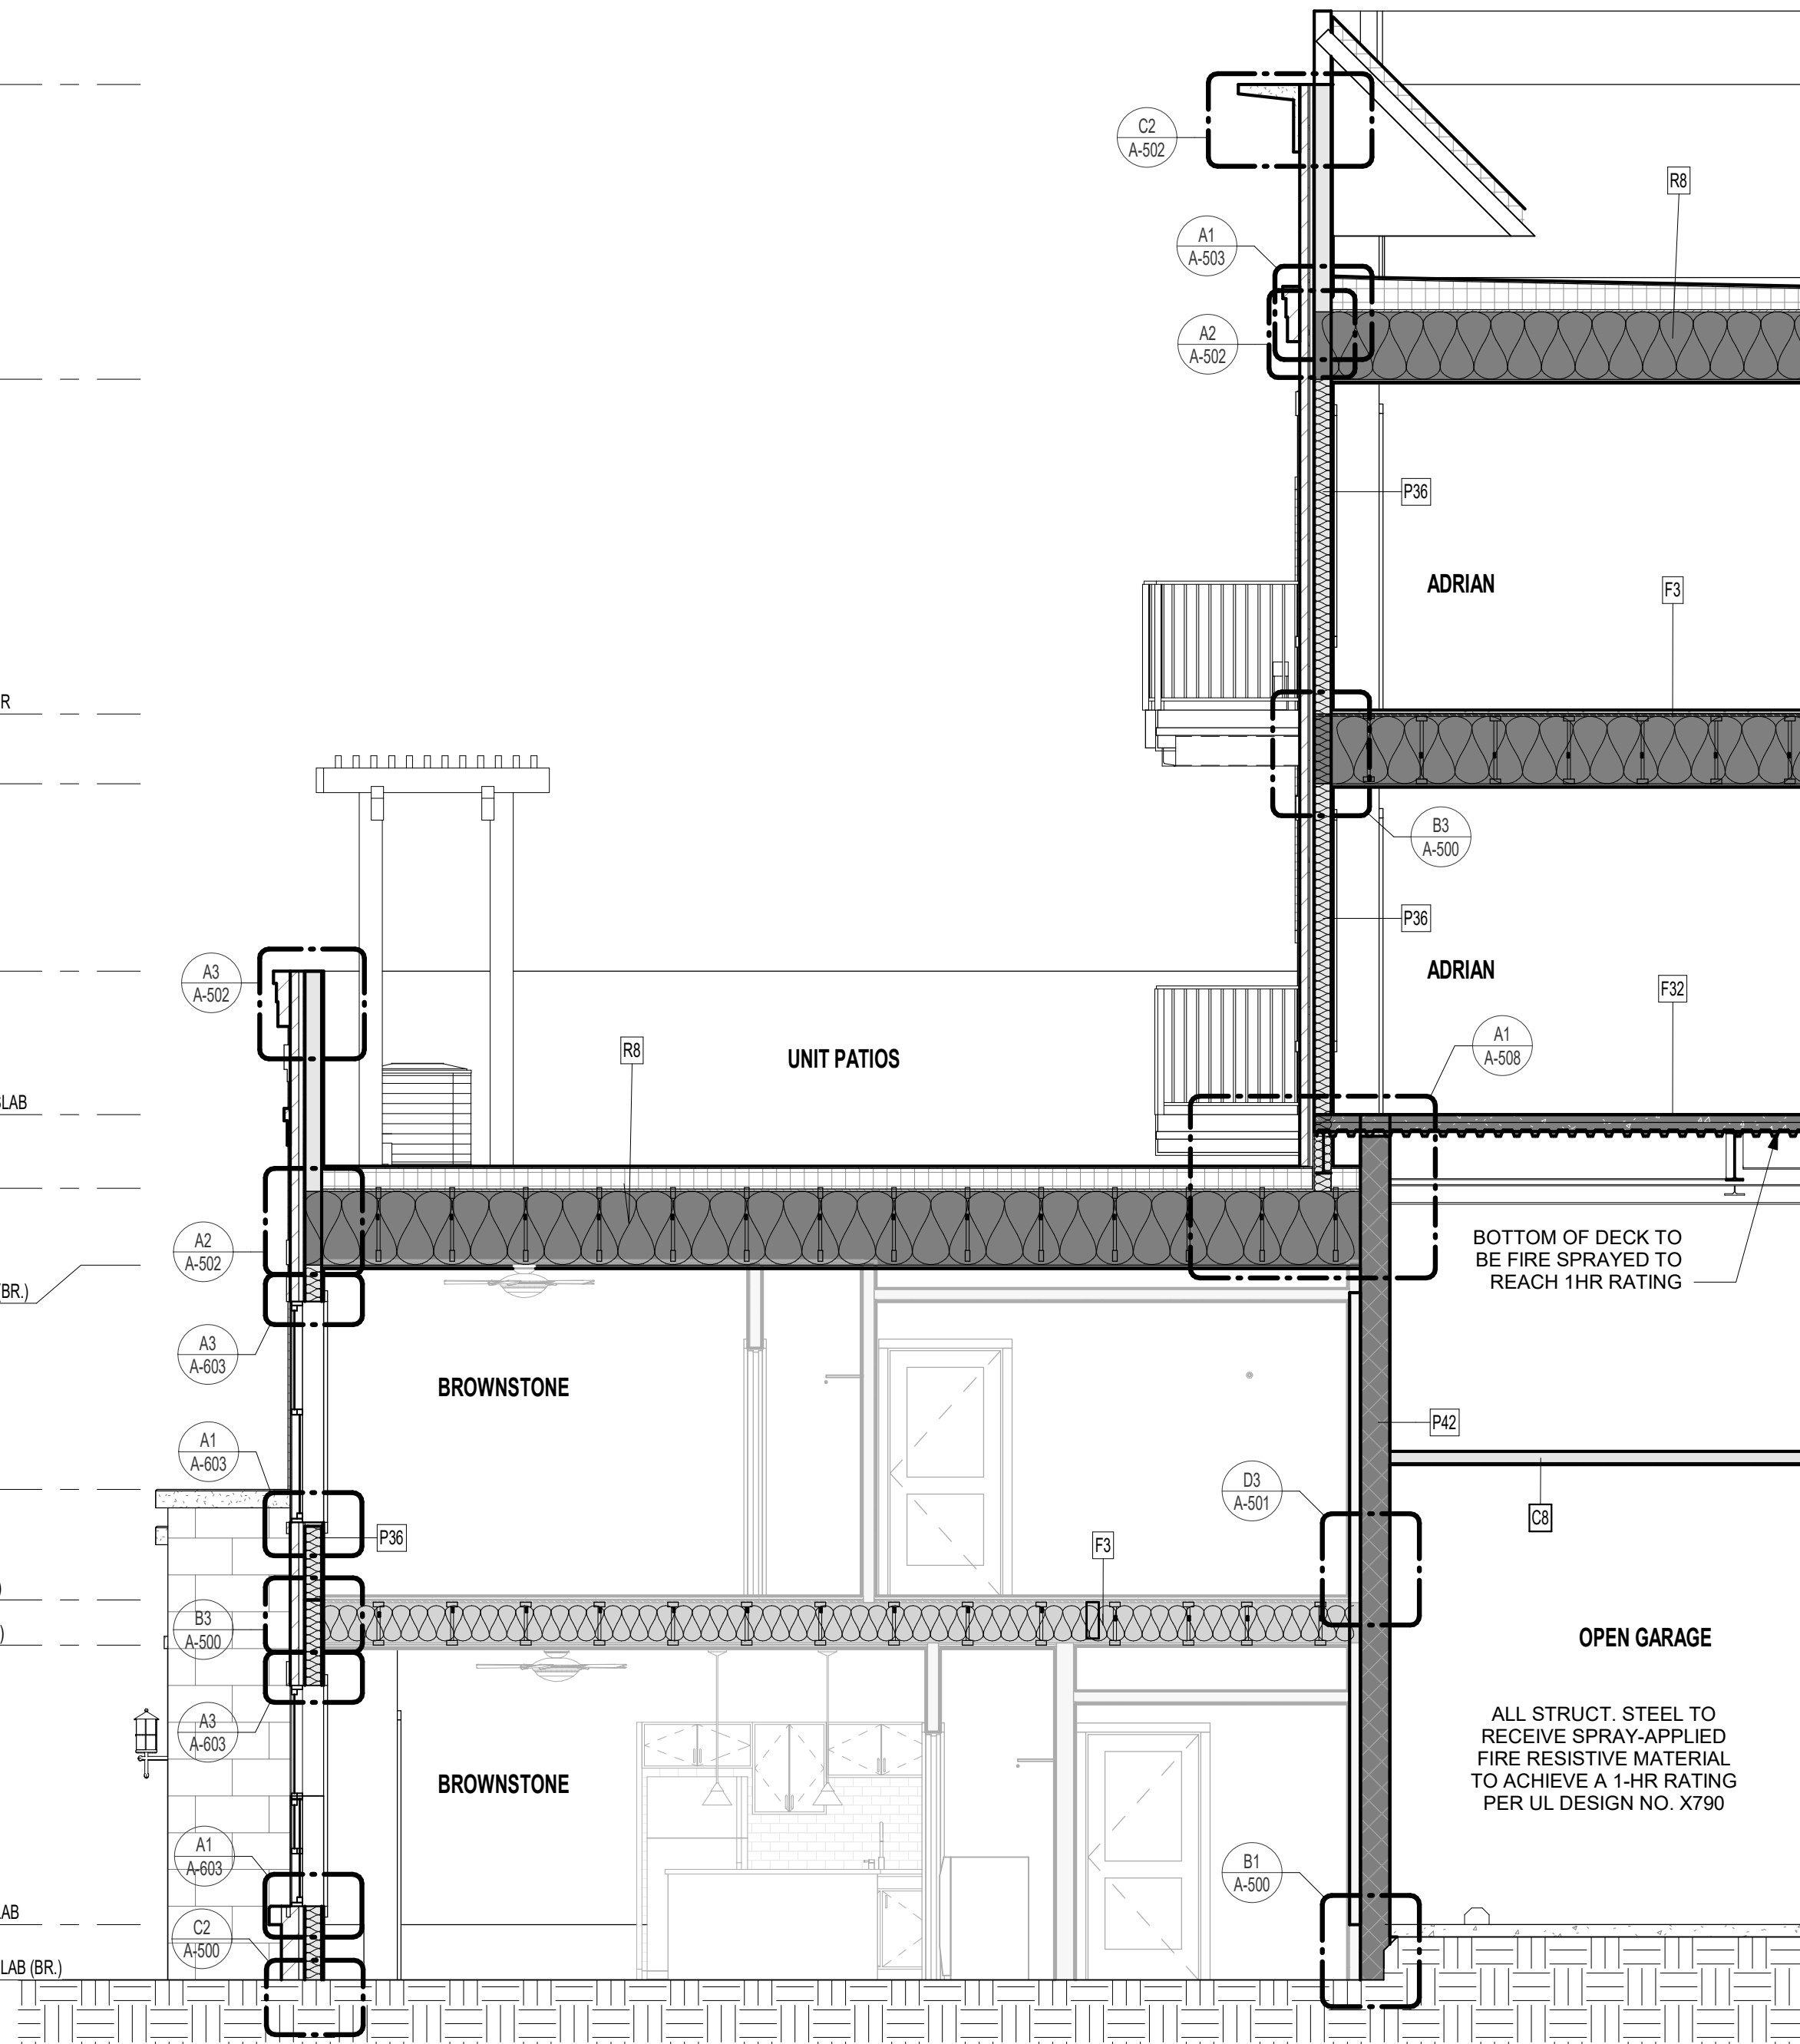 C2
A-502
R8
A1
A-503
A2
A-502
P36
ADRIAN
F3
R
B3
A-500
P36
A3
A-502
ADRIAN
F32
R8
UNIT PATIOS
A1
A-508
LAB
A2
A-502
BOTTOM OF DECK TO
BE FIRE SPRAYED TO
REACH 1HR RATING
BR.)
A3
A-603
BROWNSTONE
P42
A1
A-603
D3
A-501
C8
P36
F3
)
B3
A-500
)
OPEN GARAGE
A3
A-603
ALL STRUCT. STEEL TO
RECEIVE SPRAY-APPLIED
FIRE RESISTIVE MATERIAL
TO ACHIEVE A 1-HR RATING
PER UL DESIGN NO. X790
BROWNSTONE
A1
A-603
B1
A-500
AB
C2
A-500
LAB (BR.)